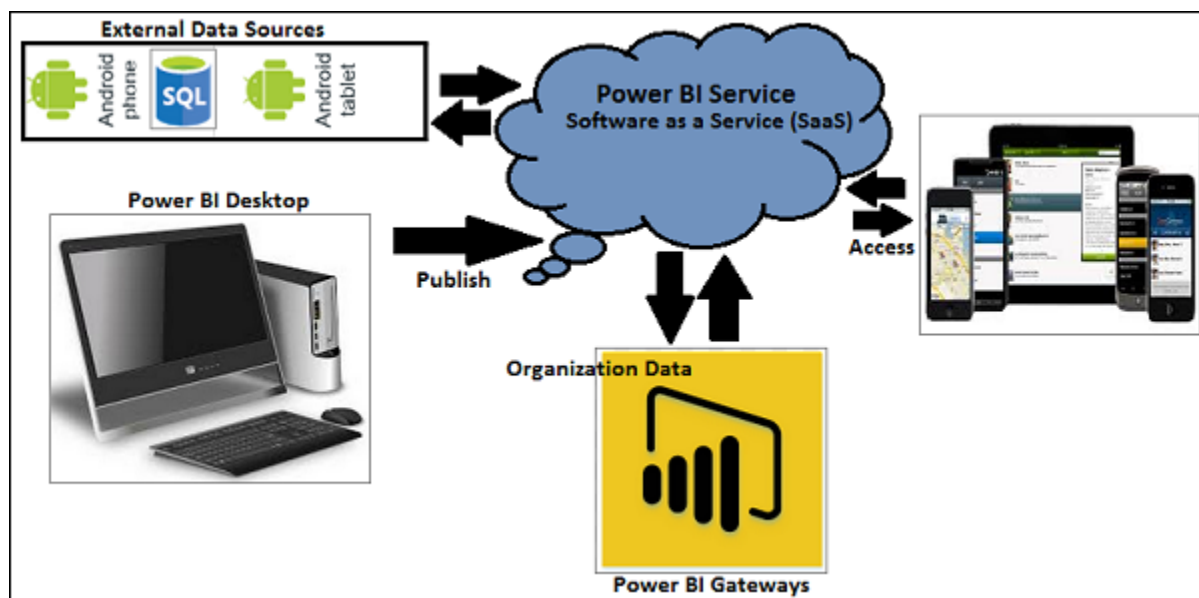 External Data Sources
Android
phone
SQL
Android
tablet
Power BI Service
Software as a Service (SaaS)
Power BI Desktop
Publish
Access
Organization Data
Power BI Gateways